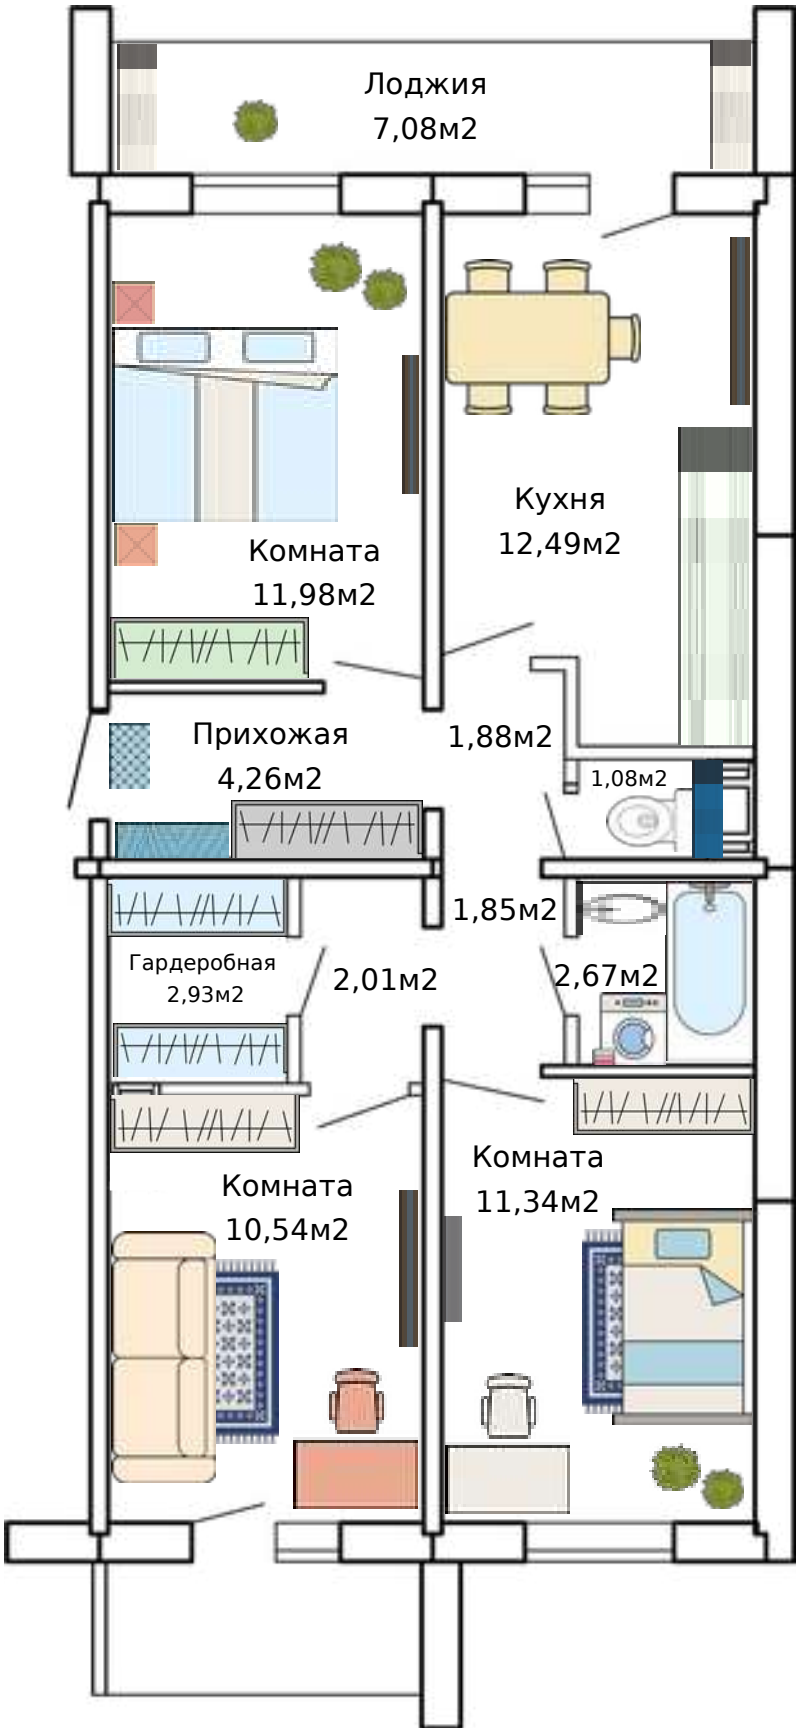 Лоджия
7,08м2
Кухня
12,49м2
Комната
11,98м2
Прихожая
4,26м2
1,88м2
1,08м2
1,85м2
Гардеробная
2,93м2
2,01м2
2,67м2
Комната
11,34м2
Комната
10,54м2